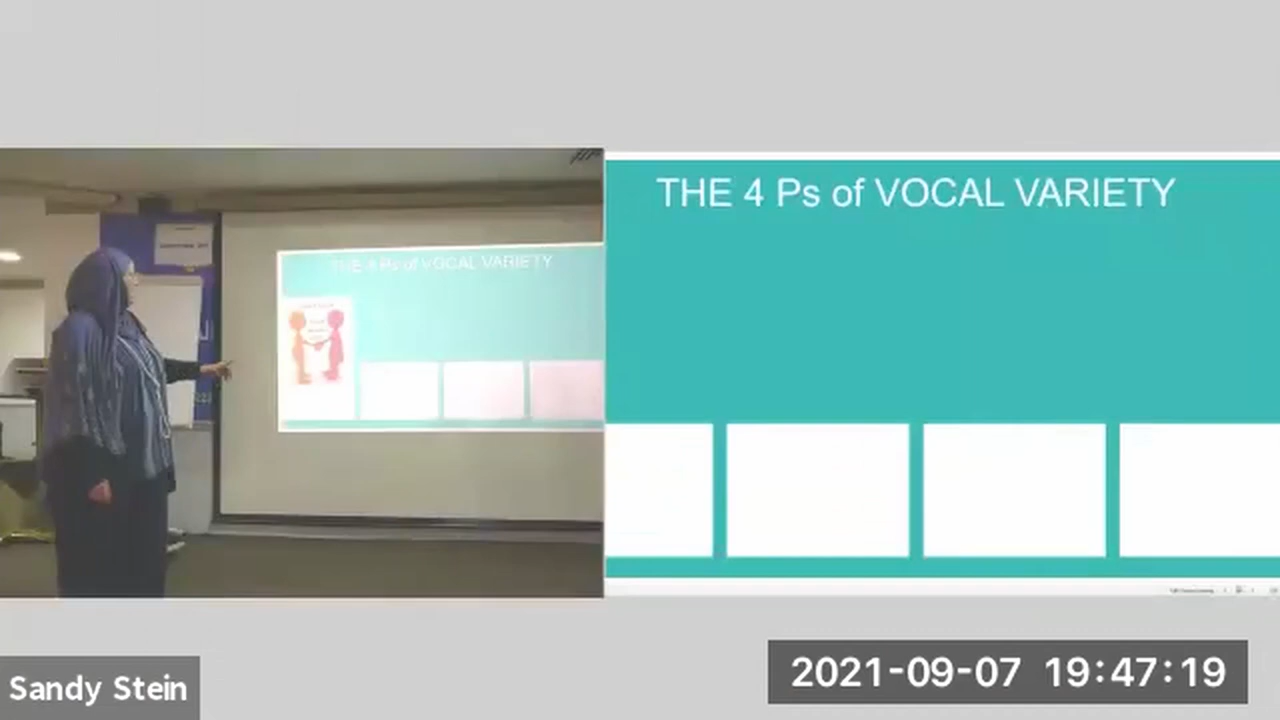 THE 4 Ps of VOCAL VARIETY
THE 4 Ps of VOCAL VARIETY
Sandy Stein
2021-09-07 19:47:19